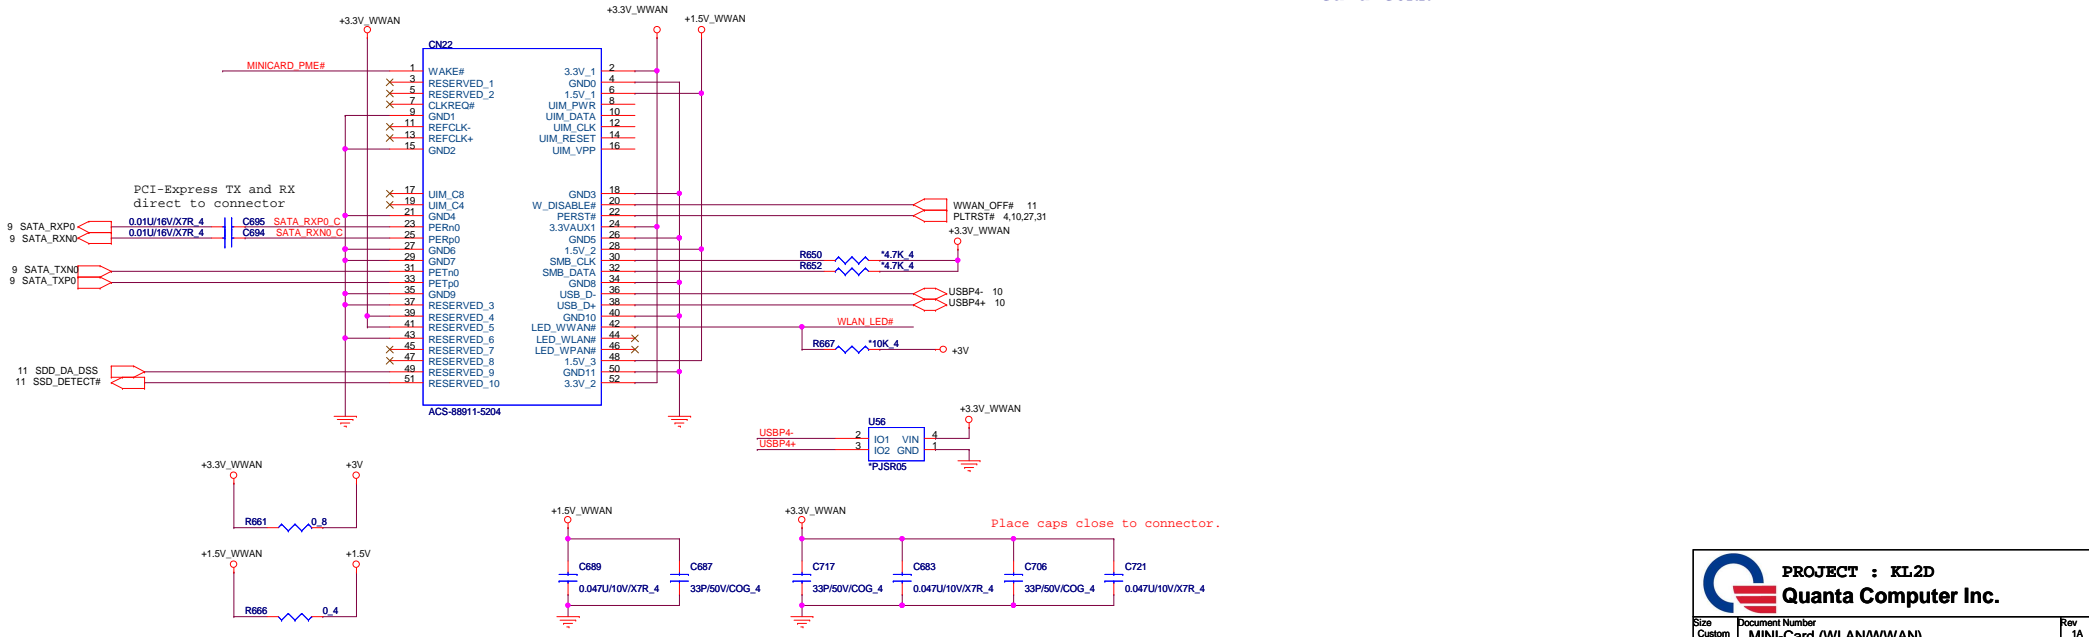 +3.3V_WWAN
+3.3V_WWAN
+1.5V_WWAN
CN22
MINICARD_PME#
1 WAKE# 3.3V_1 2
3 RESERVED_1 GND0 4
5 RESERVED_2 1.5V_1 6
7 CLKREQ# UIM_PWR 8
9 GND1 UIM_DATA 10
11 REFCLK- UIM_CLK 12
13 REFCLK+ UIM_RESET 14
15 GND2 UIM_VPP 16
PCI-Express TX and RX
direct to connector
17 UIM_C8 GND3 18
19 UIM_C4 W_DISABLE# 20 WWAN_OFF# 11
21 GND4 PERST# 22 PLTRST# 4,10,27,31
9 SATA_RXP0 0.01U/16V/X7R_4 C695 SATA_RXP0_C 23 PERn0 3.3VAUX1 24
+3.3V_WWAN
9 SATA_RXN0 0.01U/16V/X7R_4 C694 SATA_RXN0_C 25 PERp0 GND5 26
27 GND6 1.5V_2 28
29 GND7 SMB_CLK 30 R650 *4.7K_4
9 SATA_TXN0 31 PETn0 SMB_DATA 32 R652 *4.7K_4
9 SATA_TXP0 33 PETp0 GND8 34
35 GND9 USB_D- 36 USBP4- 10
37 RESERVED_3 USB_D+ 38 USBP4+ 10
39 RESERVED_4 GND10 40
41 RESERVED_5 LED_WWAN# 42 WLAN_LED#
43 RESERVED_6 LED_WLAN# 44
45 RESERVED_7 LED_WPAN# 46 R667 *10K_4 +3V
47 RESERVED_8 1.5V_3 48
11 SDD_DA_DSS 49 RESERVED_9 GND11 50
11 SSD_DETECT# 51 RESERVED_10 3.3V_2 52
ACS-88911-5204
+3.3V_WWAN
U56
USBP4- 2 IO1 VIN 4
USBP4+ 3 IO2 GND 1
*PJSR05
+3.3V_WWAN +3V
R661 0_8
+1.5V_WWAN +1.5V
R666 0_4
+1.5V_WWAN
C689 C687
0.047U/10V/X7R_4 33P/50V/COG_4
+3.3V_WWAN
Place caps close to connector.
C717 C683 C706 C721
33P/50V/COG_4 0.047U/10V/X7R_4 33P/50V/COG_4 0.047U/10V/X7R_4
PROJECT : KL2D
Quanta Computer Inc.
Size Document Number Rev
Custom MINI-Card (WLAN/WWAN) 1A